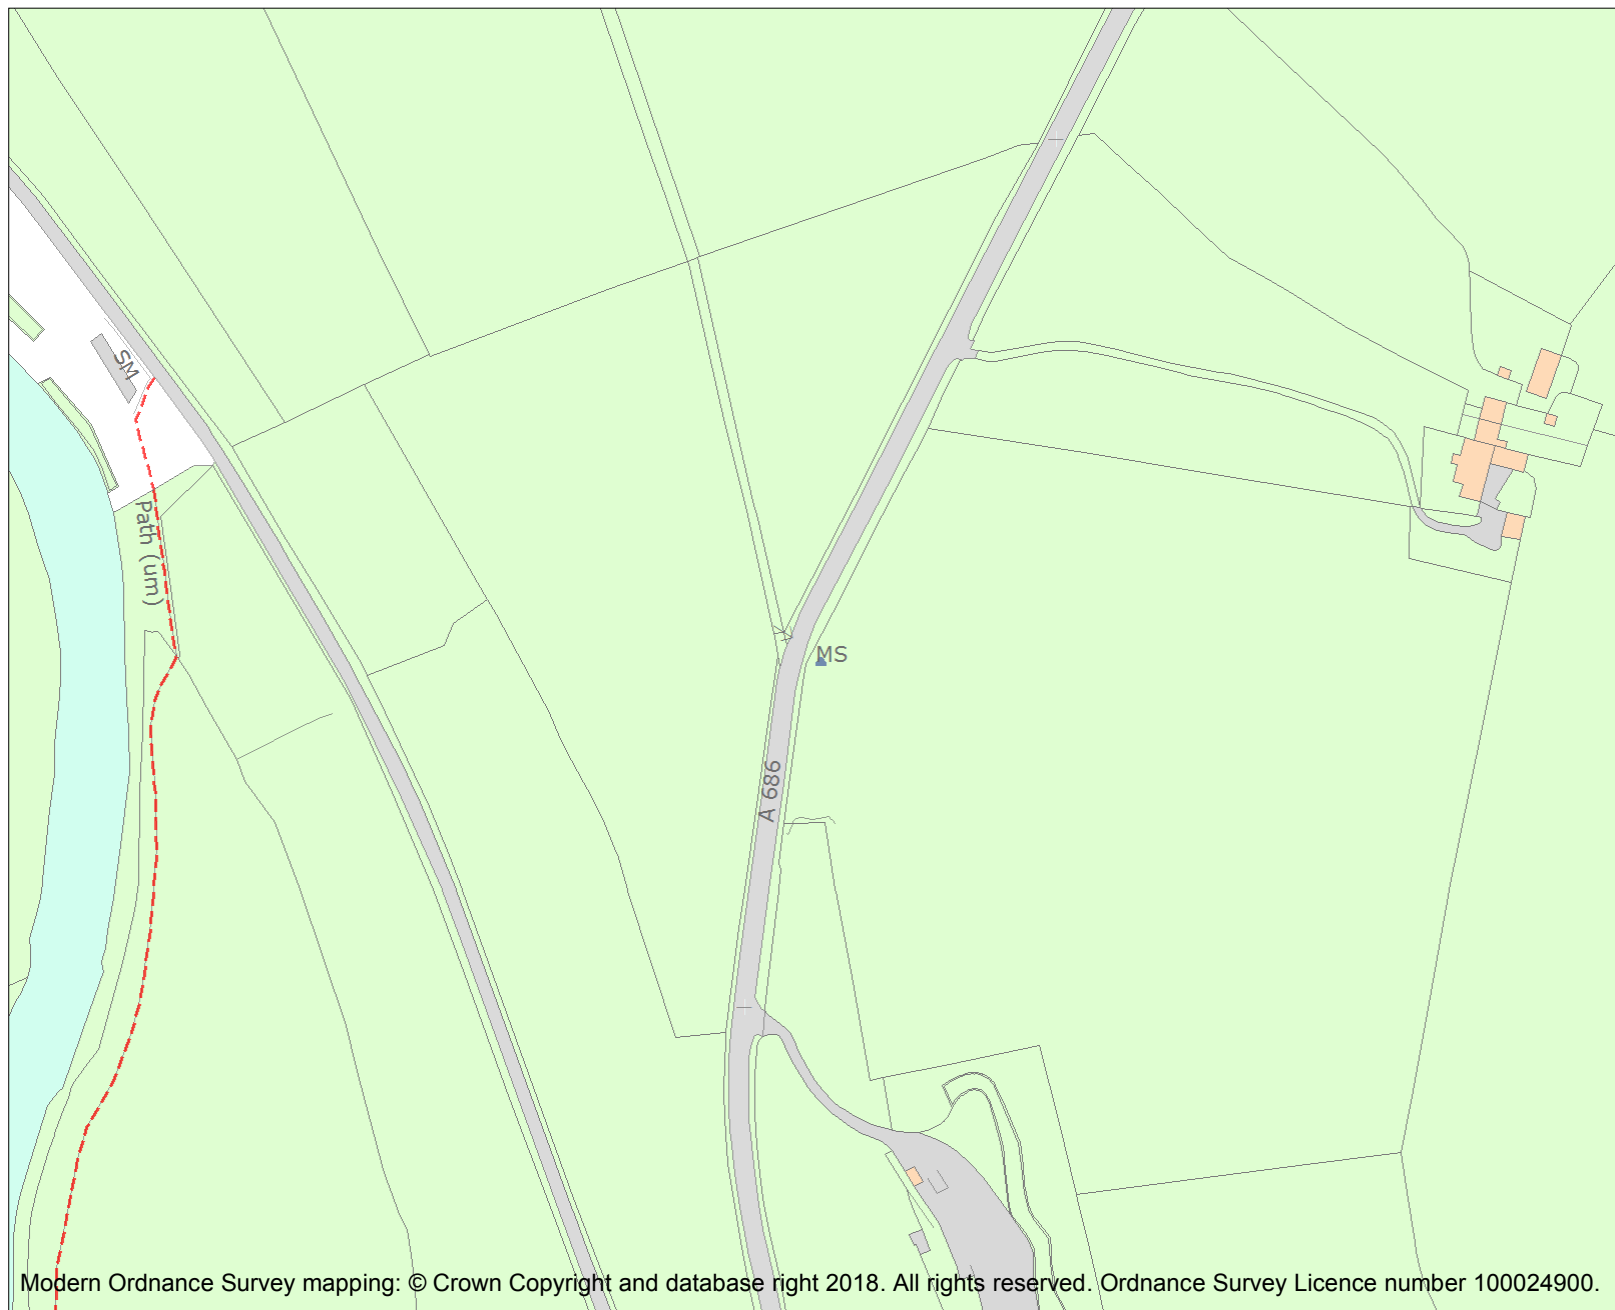 SM
Path (um)
MS
A 686
Modern Ordnance Survey mapping: © Crown Copyright and database right 2018. All rights reserved. Ordnance Survey Licence number 100024900.